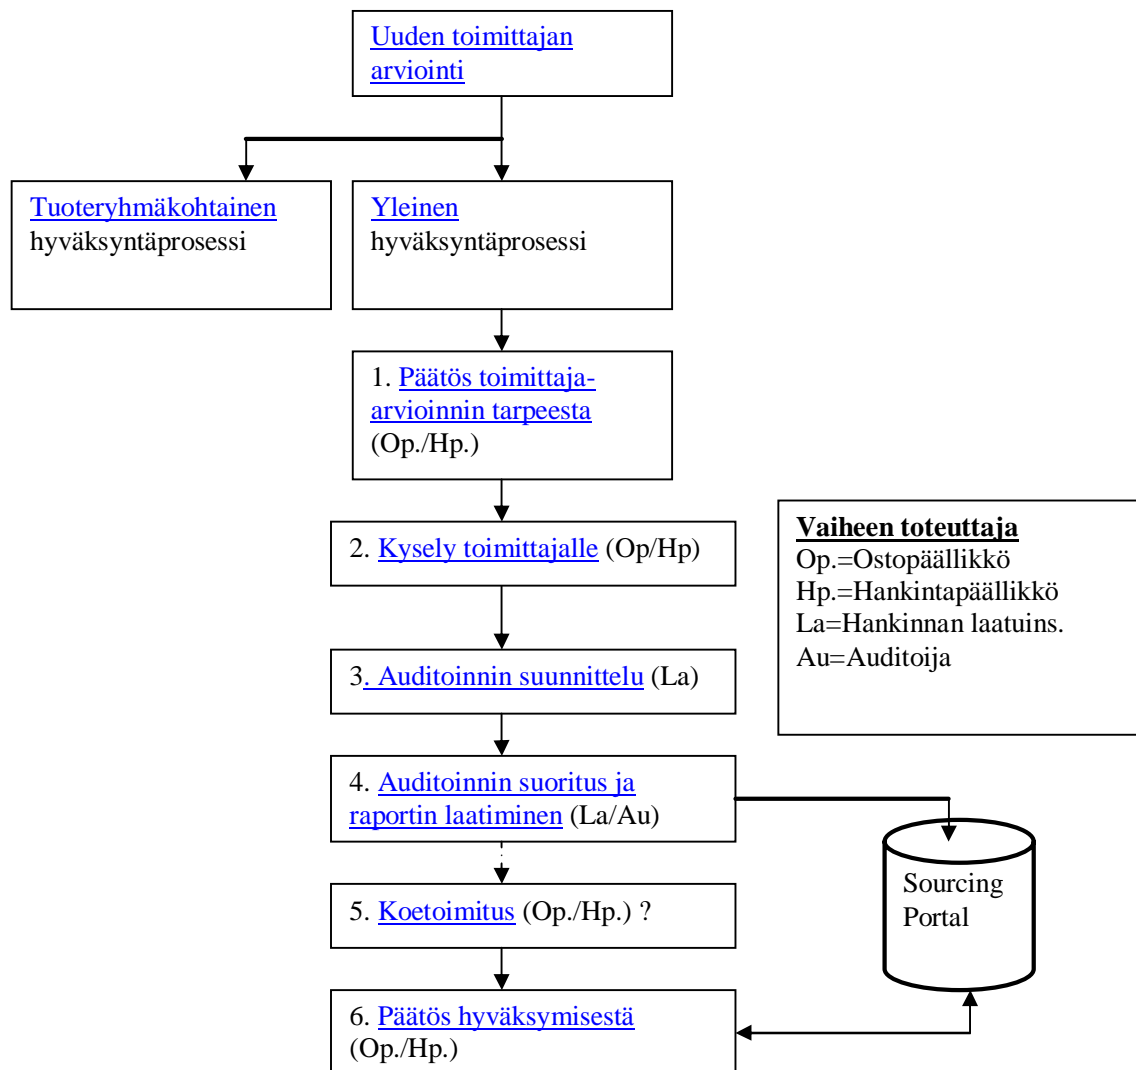 Uuden toimittajan
arviointi
Tuoteryhmäkohtainen
hyväksyntäprosessi
Yleinen
hyväksyntäprosessi
1. Päätös toimittaja-
arvioinnin tarpeesta
(Op./Hp.)
2. Kysely toimittajalle (Op/Hp)
Vaiheen toteuttaja
Op.=Ostopäällikkö
Hp.=Hankintapäällikkö
La=Hankinnan laatuins.
Au=Auditoija
3. Auditoinnin suunnittelu (La)
4. Auditoinnin suoritus ja
raportin laatiminen (La/Au)
Sourcing
Portal
5. Koetoimitus (Op./Hp.) ?
6. Päätös hyväksymisestä
(Op./Hp.)